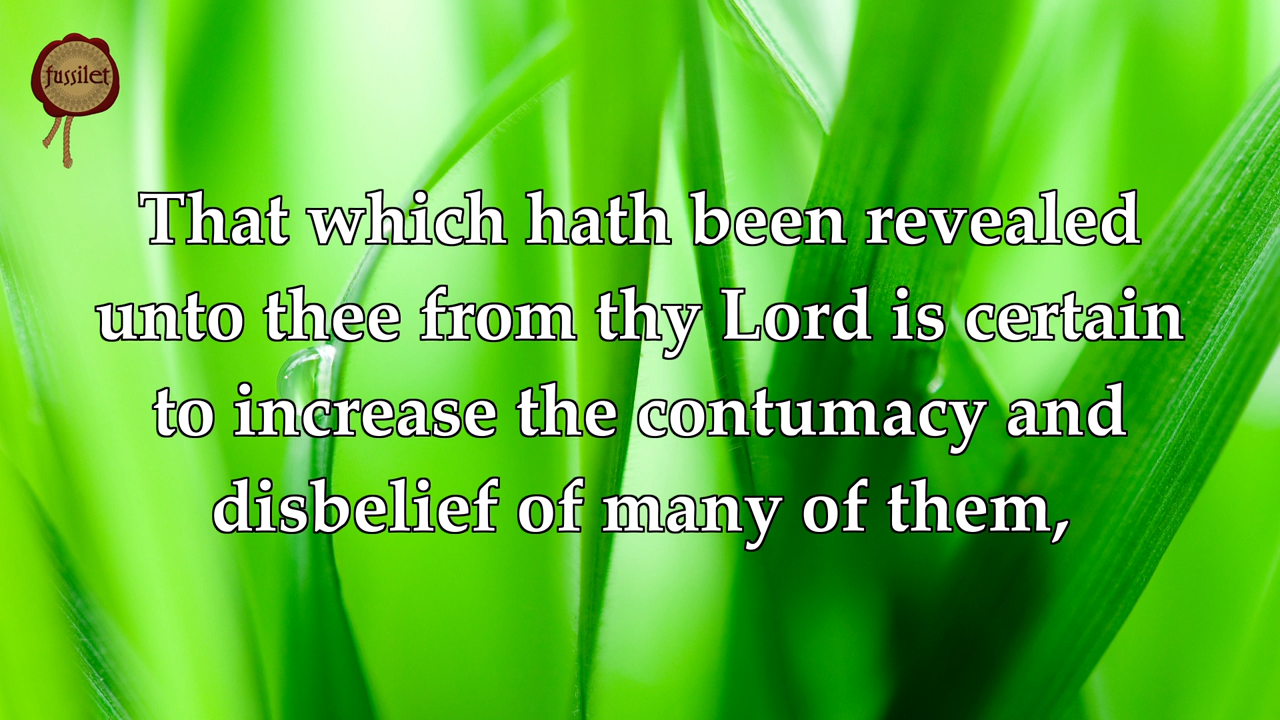 fussilet
That which hath been revealed
unto thee from thy Lord is certain
to increase the contumacy and
disbelief of many of them,